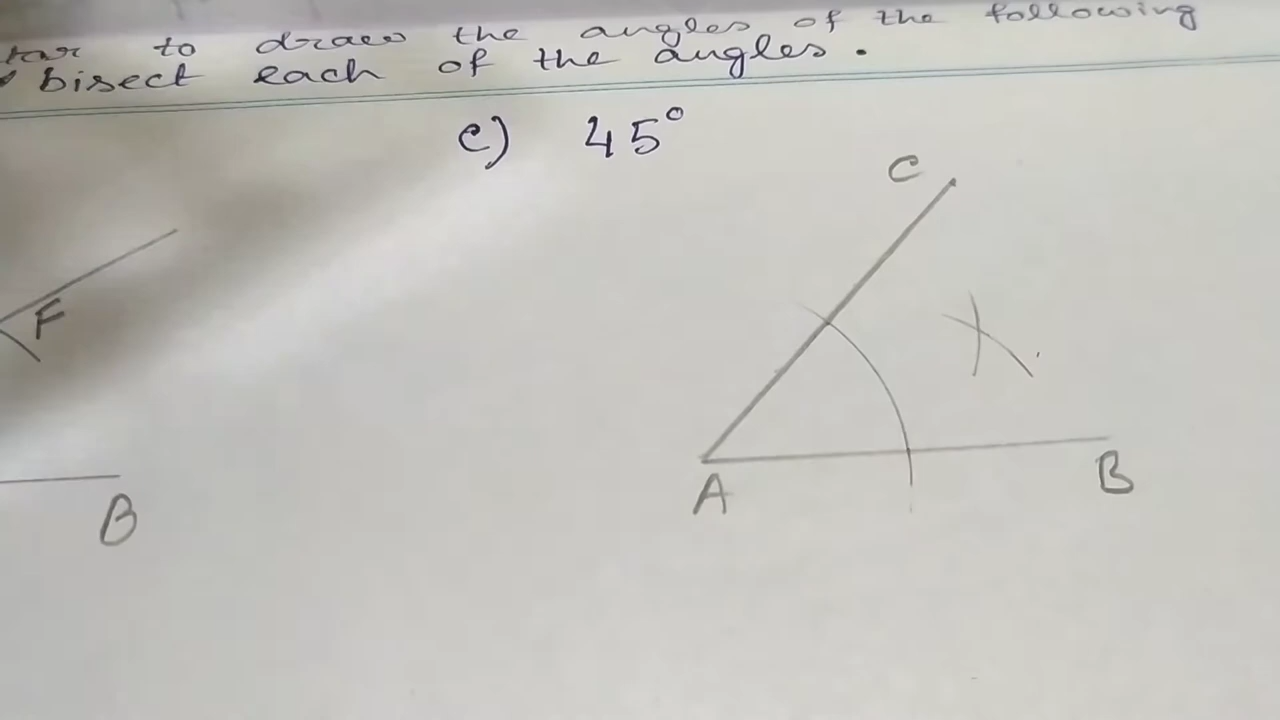 to draw the angles of the following
bisect each of the angles.
c) 45°
C
F
A
B
B